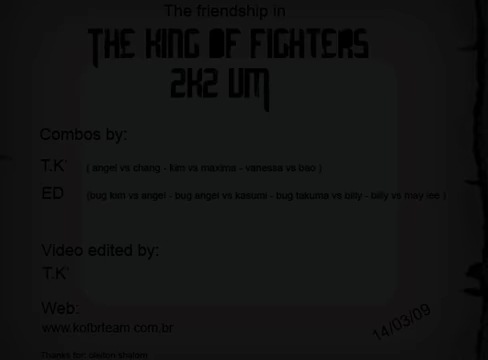 The friendship in
THE KING OF FIGHTERS
2K2 UM
Combos by:
T.K' ( angel vs chang - kim vs maxima - vanessa vs bao )
ED (bug kim vs angel - bug angel vs kasumi - bug takuma vs billy - billy vs may lee )
Video edited by:
T.K'
Web:
www.kofbrteam.com.br
14/03/09
Thanks for: